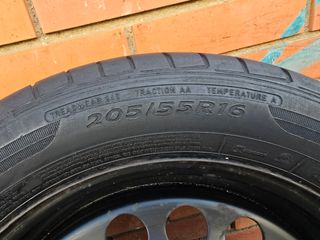 TREADWEAR 240 TRACTION AA TEMPERATURE A
205/55R16